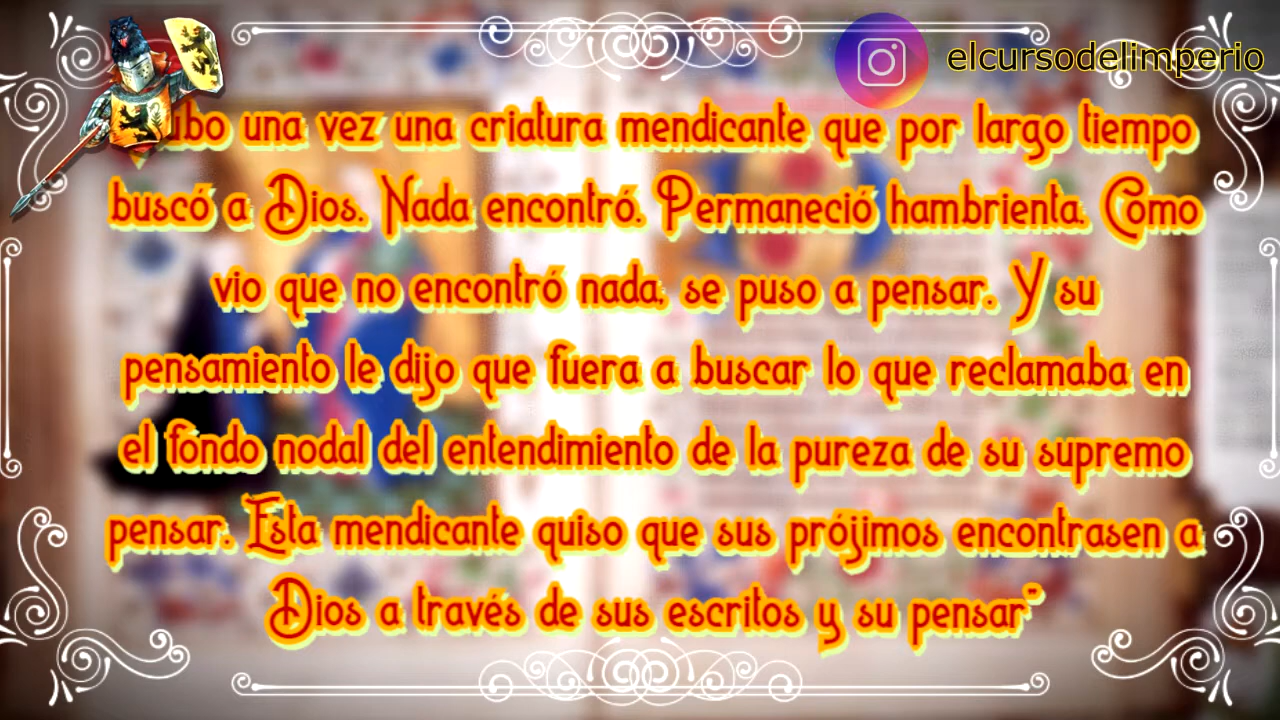 elcursodelimperio
una vez una criatura mendicante que por largo tiempo
buscó a Dios. Nada encontró. Permaneció hambrienta. Como
vio que no encontró nada, se puso a pensar. Y su
pensamiento le dijo que fuera a buscar lo que reclamaba en
el fondo nodal del entendimiento de la pureza de su supremo
pensar. Esta mendicante quiso que sus prójimos encontrasen a
Dios a través de sus escritos y su pensar"